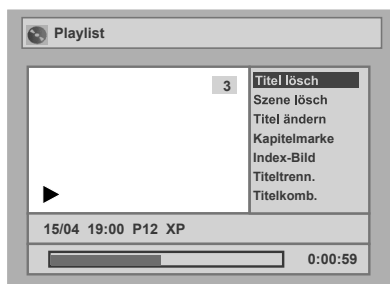 Playlist
3
Titel lösch
Szene lösch
Titel ändern
Kapitelmarke
Index-Bild
Titeltrenn.
Titelkomb.
15/04 19:00 P12 XP
0:00:59